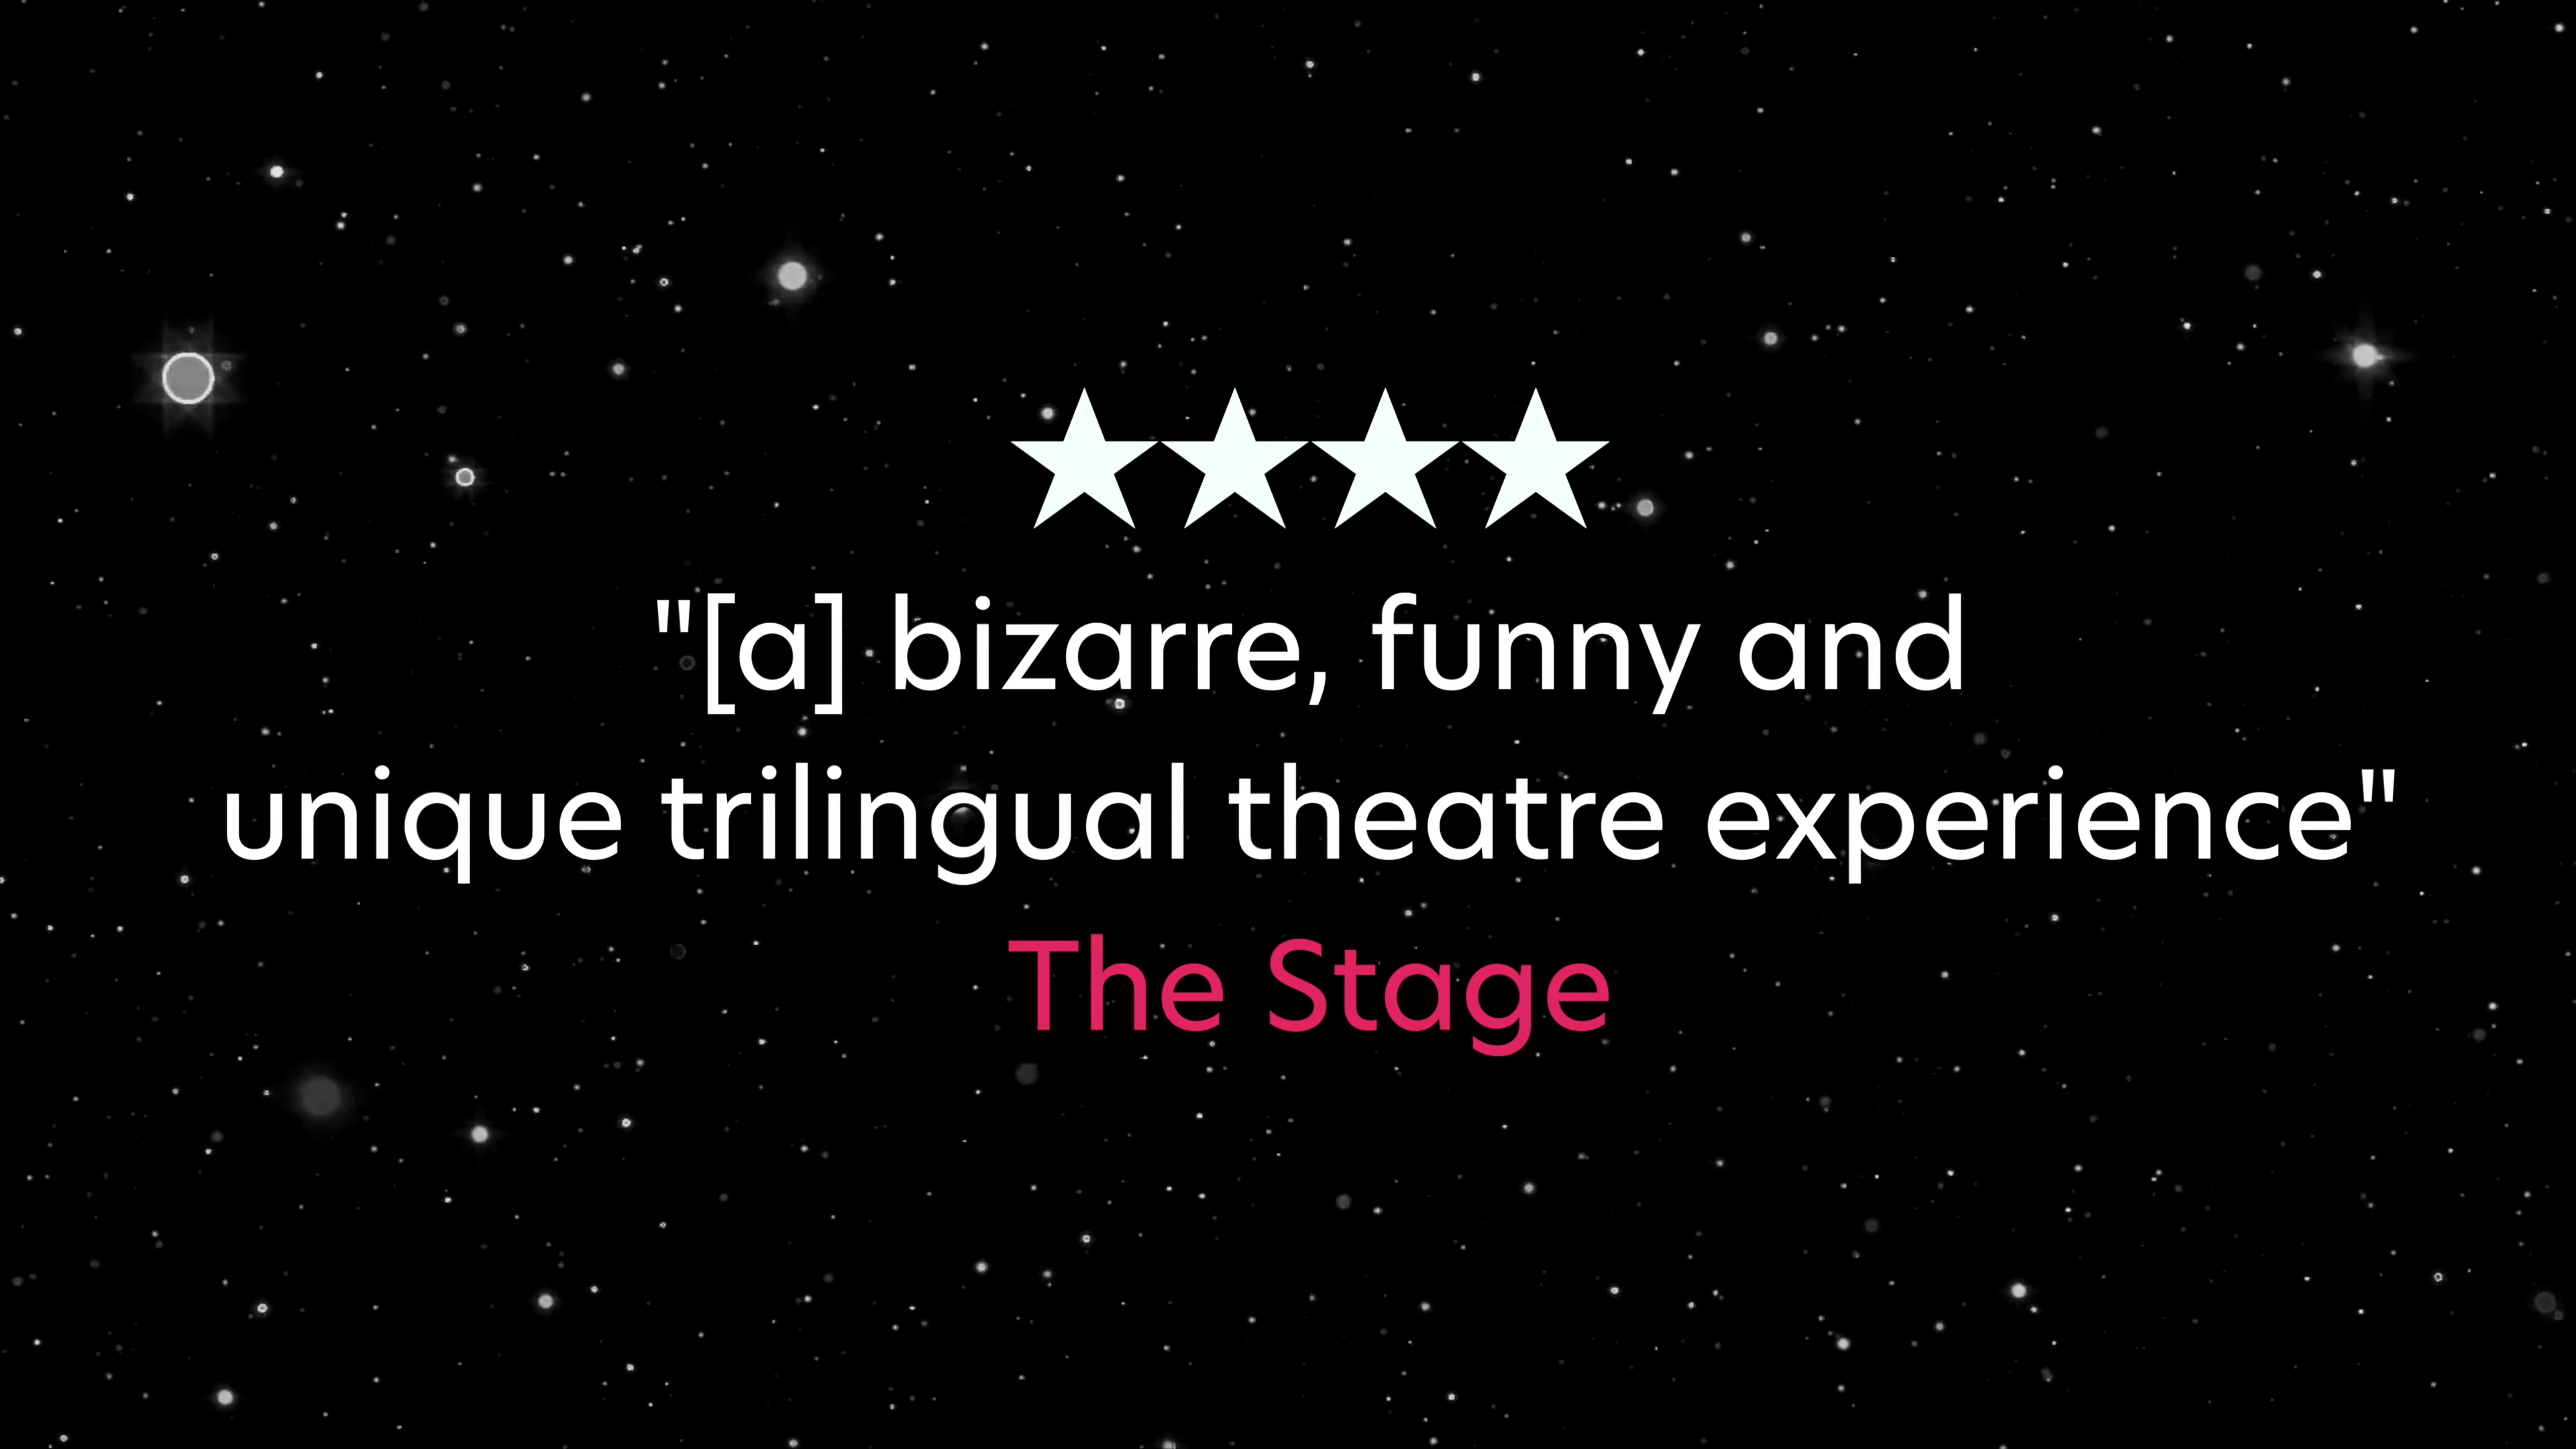 ★★★★
"[a] bizarre, funny and
unique trilingual theatre experience"
The Stage